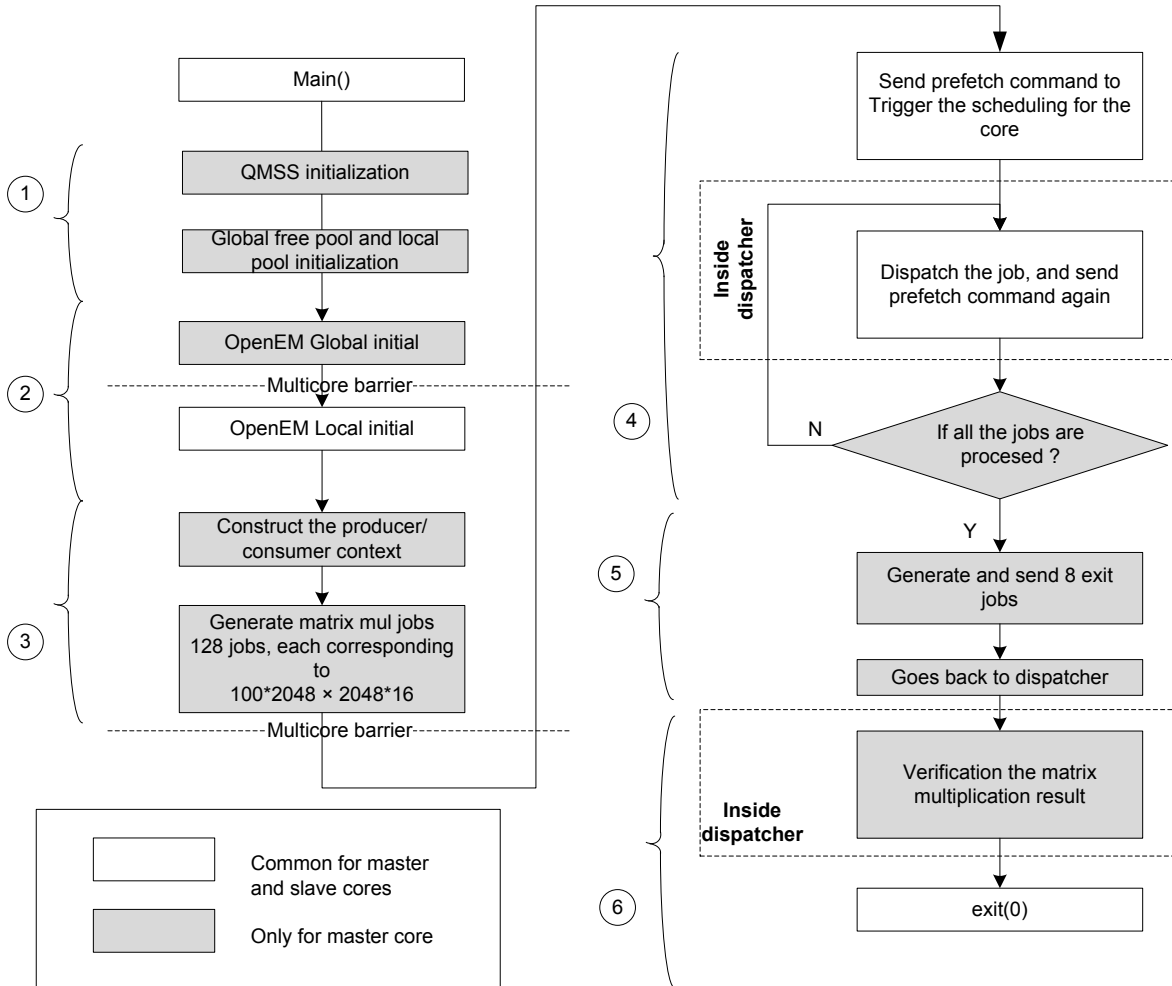 Main()
1
QMSS initialization
Global free pool and local
pool initialization
OpenEM Global initial
2
Multicore barrier
OpenEM Local initial
Construct the producer/
consumer context
3
Generate matrix mul jobs
128 jobs, each corresponding
to
100*2048 × 2048*16
Multicore barrier
Common for master
and slave cores
Only for master core
Send prefetch command to
Trigger the scheduling for the
core
Inside
dispatcher
Dispatch the job, and send
prefetch command again
4
N
If all the jobs are
procesed ?
Y
5
Generate and send 8 exit
jobs
Goes back to dispatcher
Verification the matrix
multiplication result
Inside
dispatcher
6
exit(0)